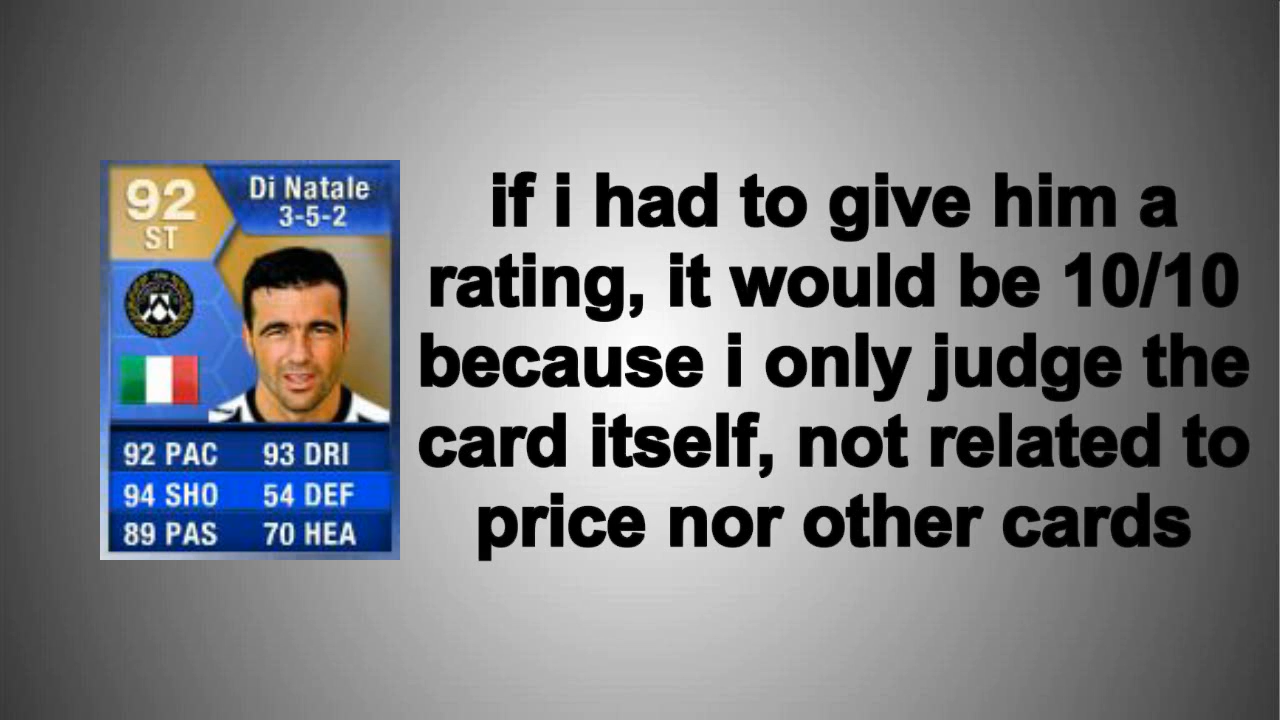 92
ST
Di Natale
3-5-2
92 PAC 93 DRI
94 SHO 54 DEF
89 PAS 70 HEA
if i had to give him a
rating, it would be 10/10
because i only judge the
card itself, not related to
price nor other cards